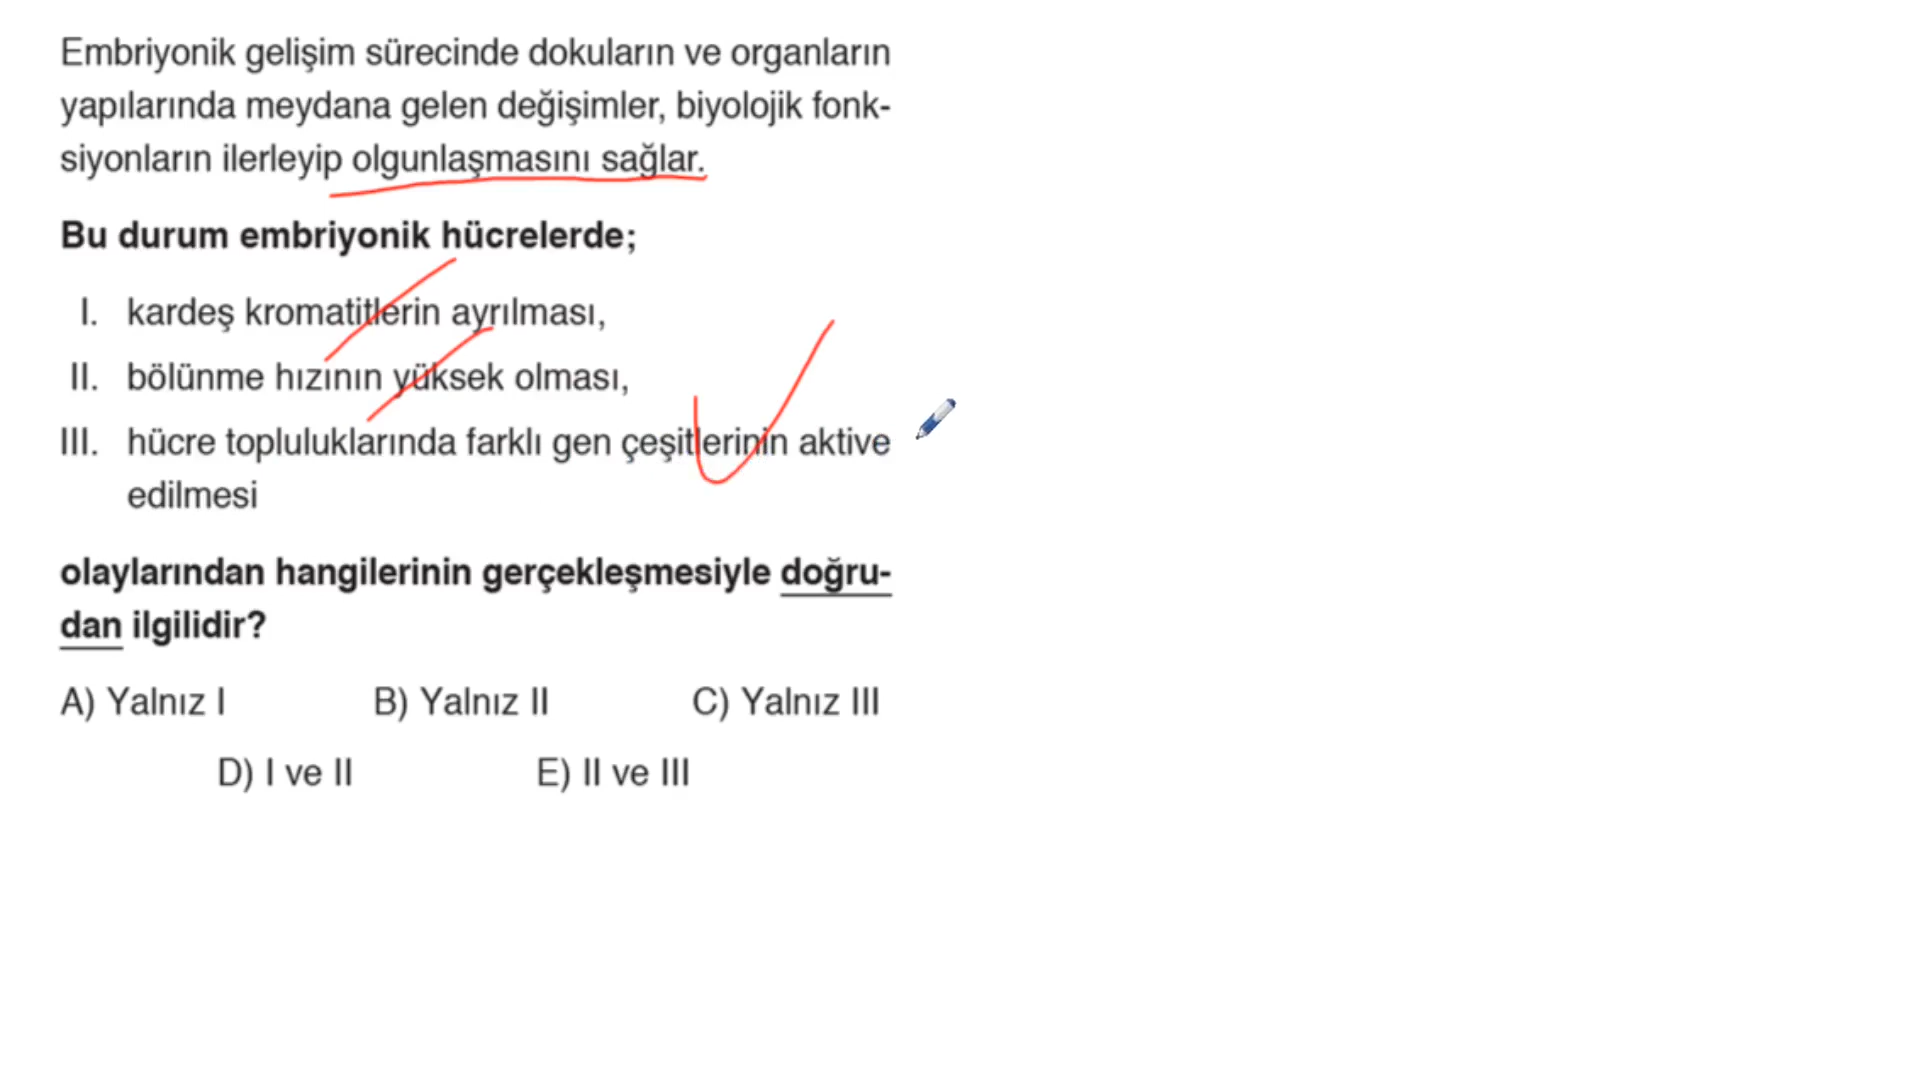 Embriyonik gelişim sürecinde dokuların ve organların
yapılarında meydana gelen değişimler, biyolojik fonk-
siyonların ilerleyip olgunlaşmasını sağlar.
Bu durum embriyonik hücrelerde;
I. kardeş kromatitlerin ayrılması,
II. bölünme hızının yüksek olması,
III. hücre topluluklarında farklı gen çeşitlerinin aktive
edilmesi
olaylarından hangilerinin gerçekleşmesiyle doğru-
dan ilgilidir?
A) Yalnız I B) Yalnız II C) Yalnız III
D) I ve II E) II ve III